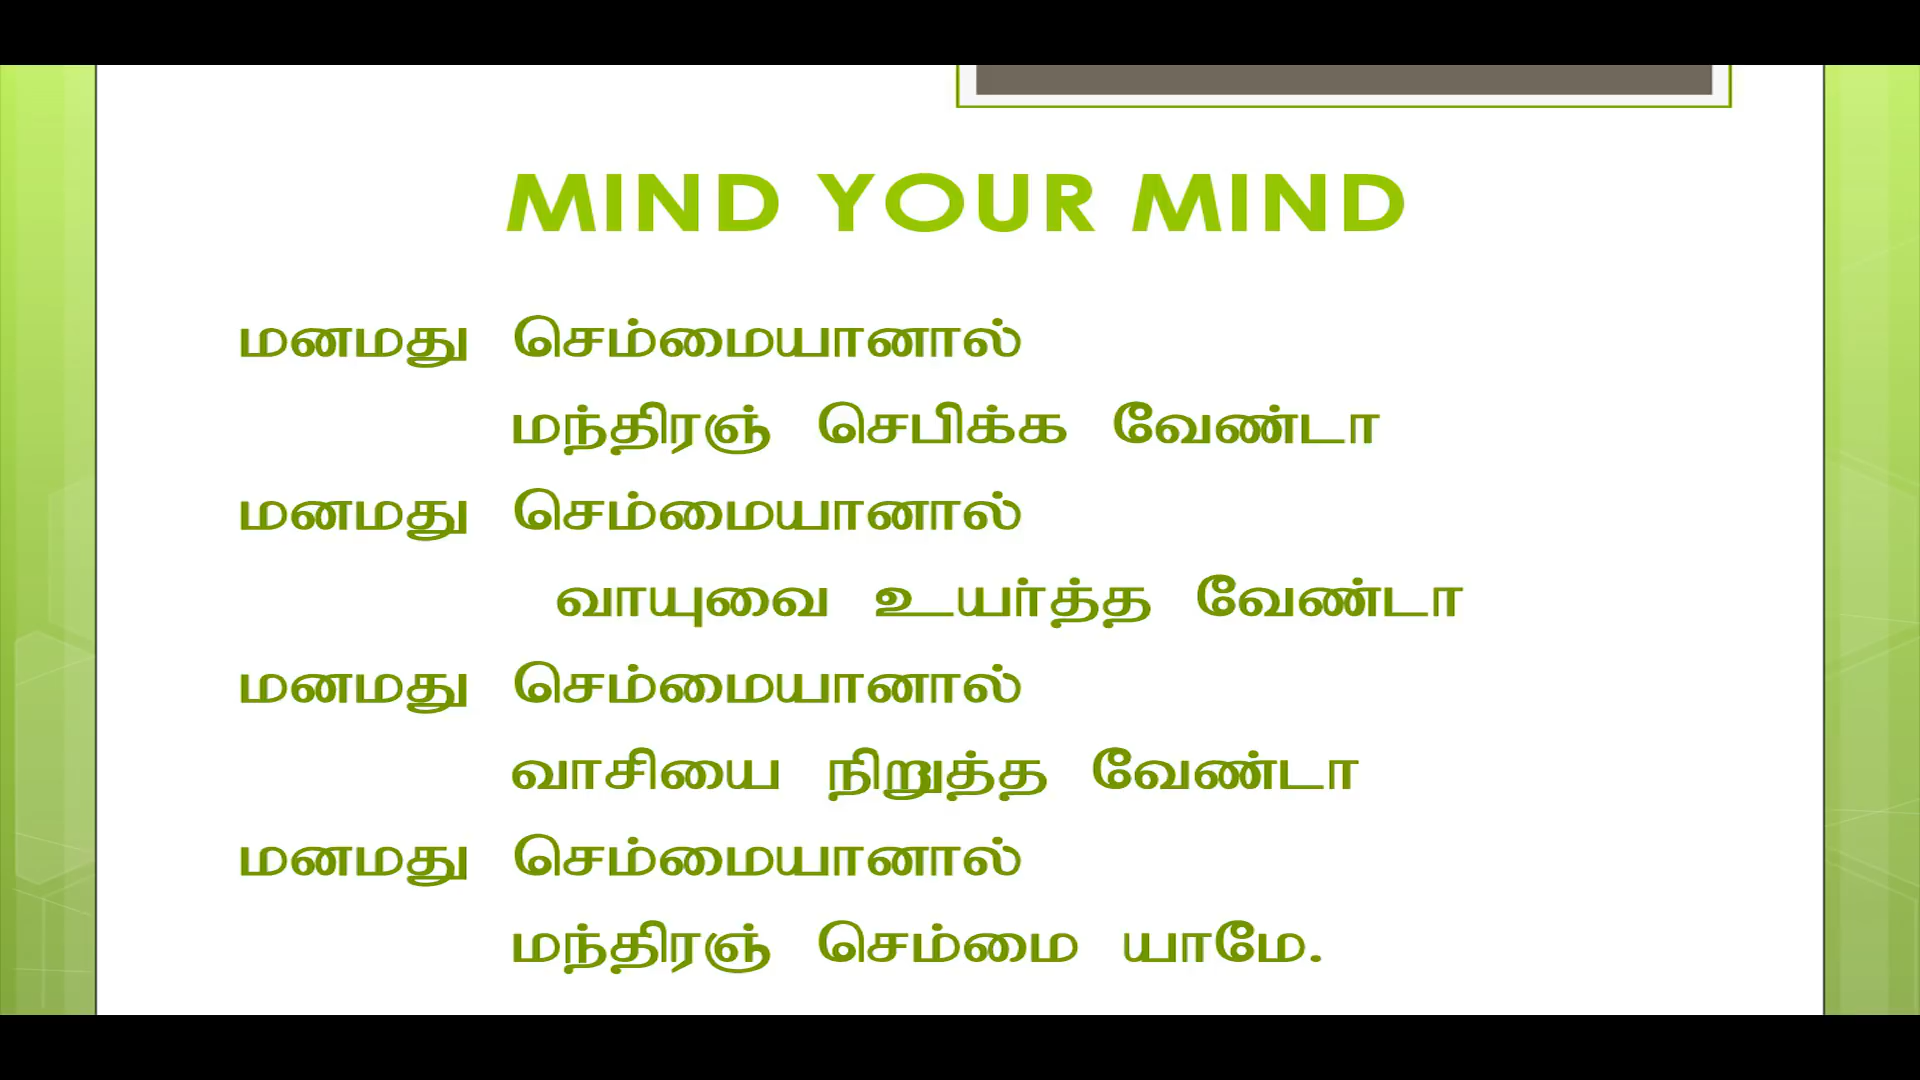 MIND YOUR MIND
மனமது செம்மையானால்
மந்திரஞ் செபிக்க வேண்டா
மனமது செம்மையானால்
வாயுவை உயர்த்த வேண்டா
மனமது செம்மையானால்
வாசியை நிறுத்த வேண்டா
மனமது செம்மையானால்
மந்திரஞ் செம்மை யாமே.